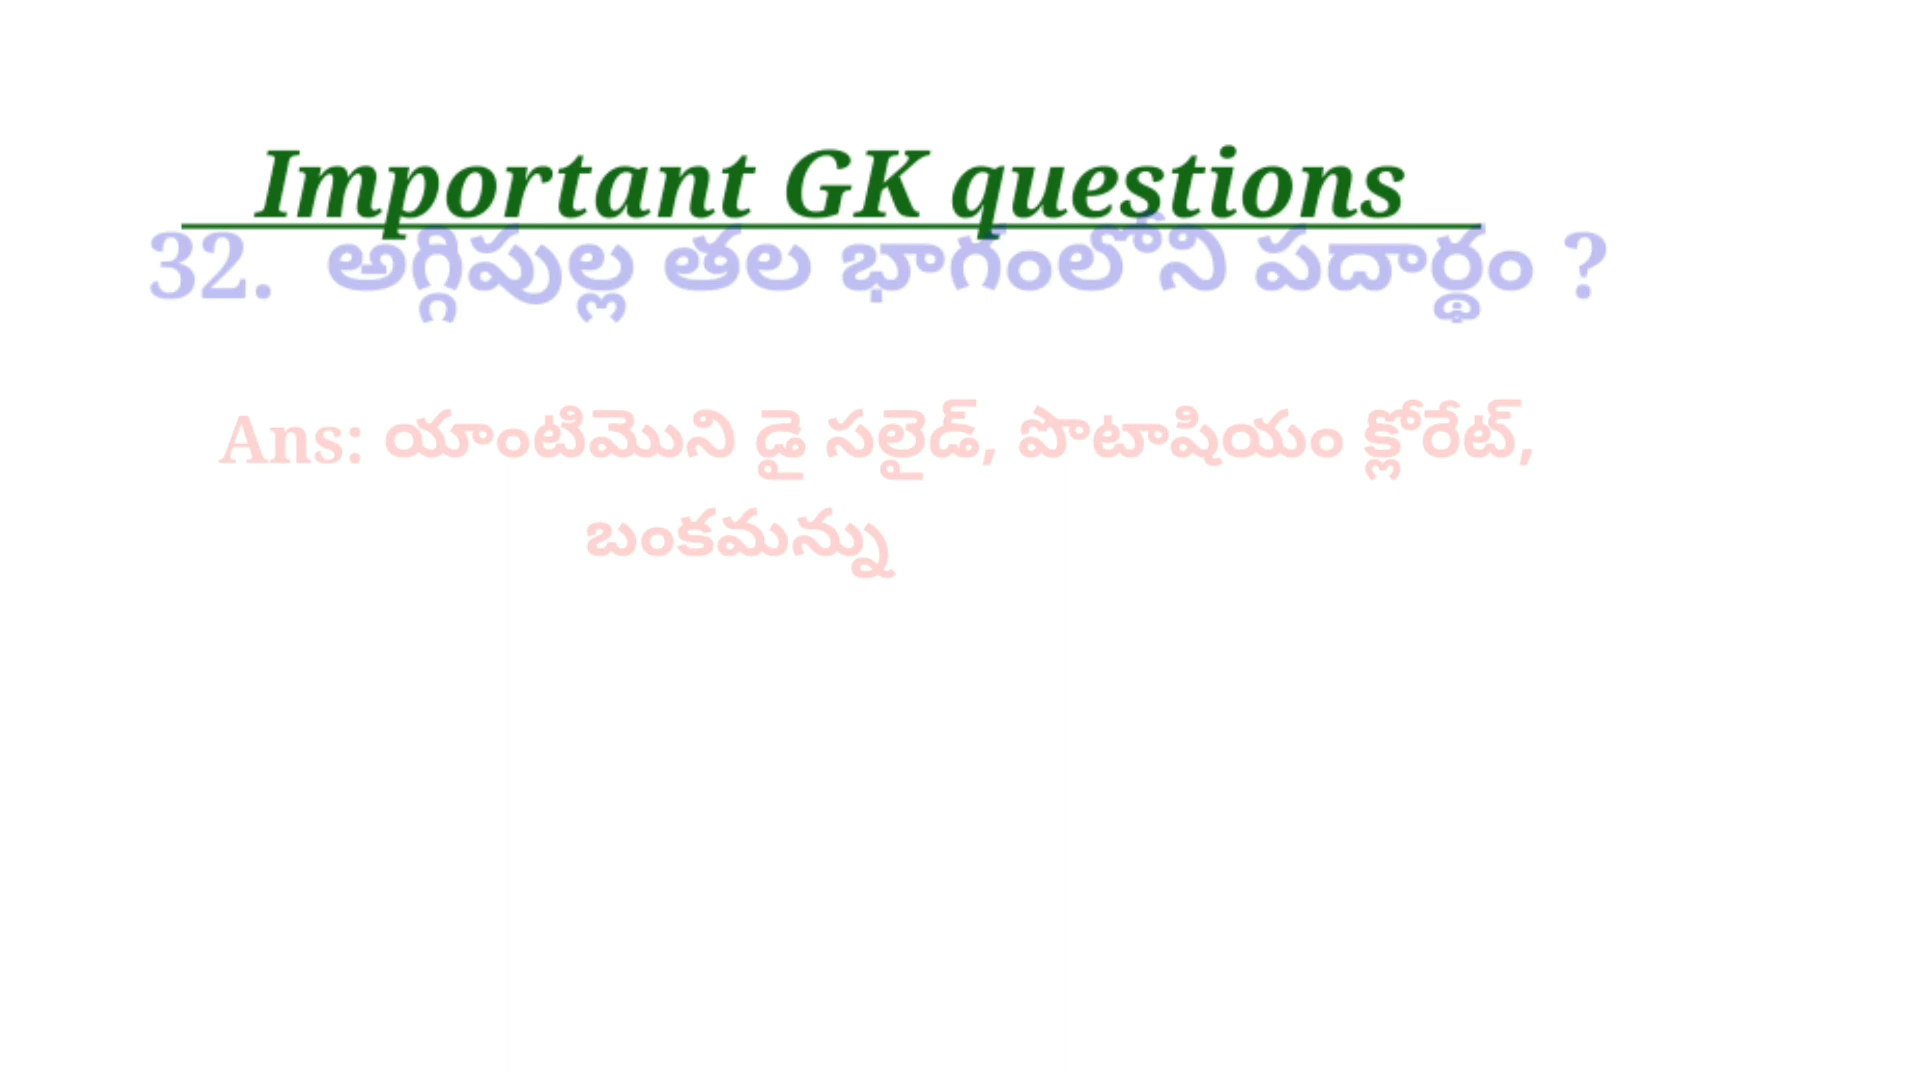 Important GK questions
32. అగ్గిపుల్ల తల భాగంలోని పదార్థం ?
Ans: యాంటిమొని డై సలైడ్, పొటాషియం క్లోరేట్,
బంకమన్ను